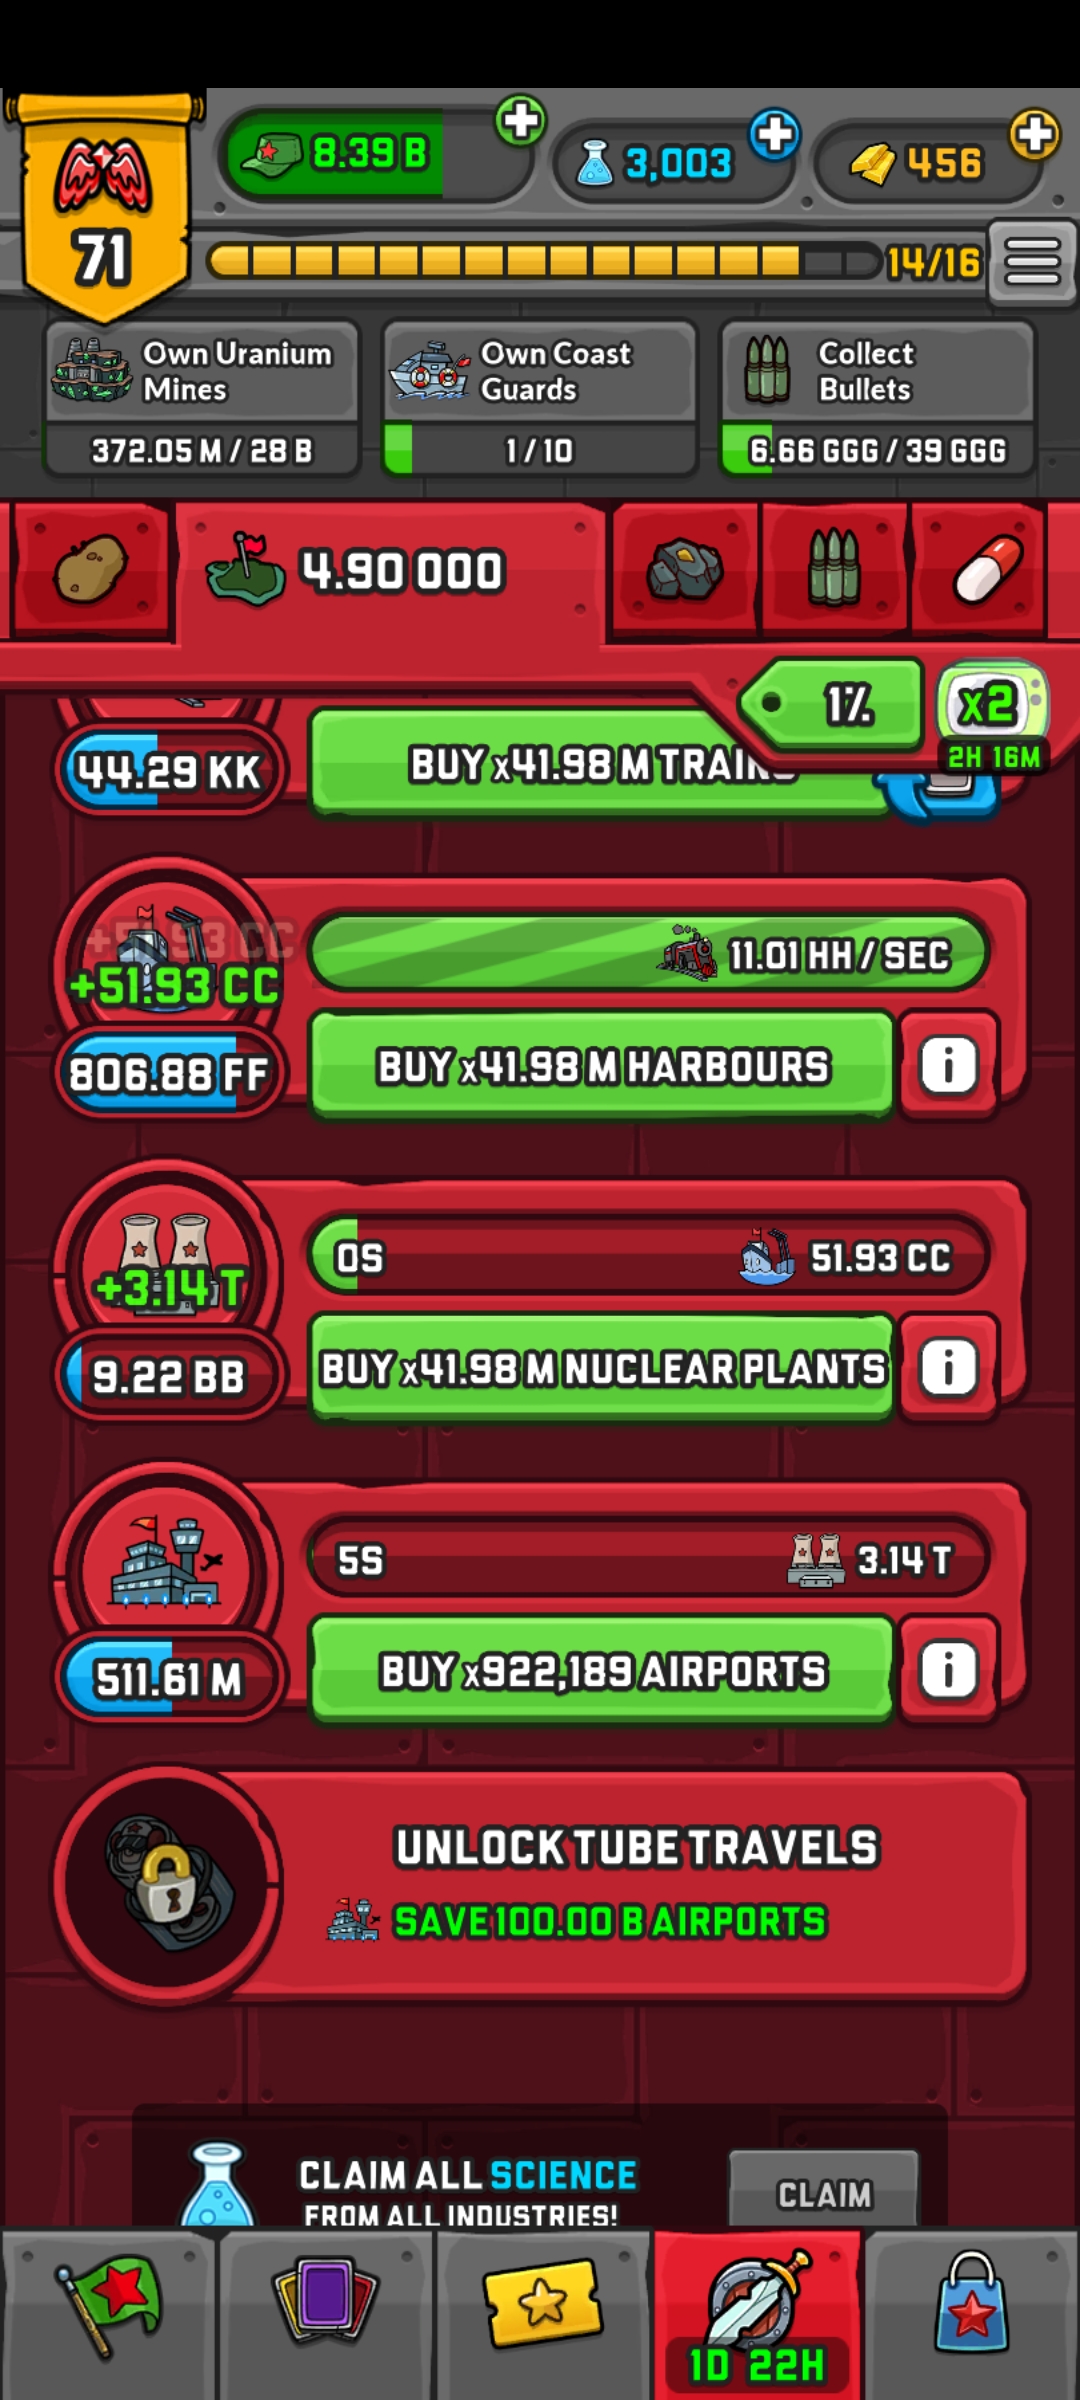 8.39 B
3,003
456
71
14/16
Own Uranium
Mines
372.05 M / 28 B
Own Coast
Guards
1 / 10
Collect
Bullets
6.66 GGG / 39 GGG
4.90 000
1%
x2
2H 16M
44.29 KK
BUY x41.98 M TRAINS
+51.93 CC
+51.93 CC
11.01 HH / SEC
806.88 FF
BUY x41.98 M HARBOURS
i
+3.14 T
0S
51.93 CC
9.22 BB
BUY x41.98 M NUCLEAR PLANTS
i
5S
3.14 T
511.61 M
BUY x922,189 AIRPORTS
i
UNLOCK TUBE TRAVELS
SAVE 100.00 B AIRPORTS
CLAIM ALL SCIENCE
FROM ALL INDUSTRIES!
CLAIM
1D 22H